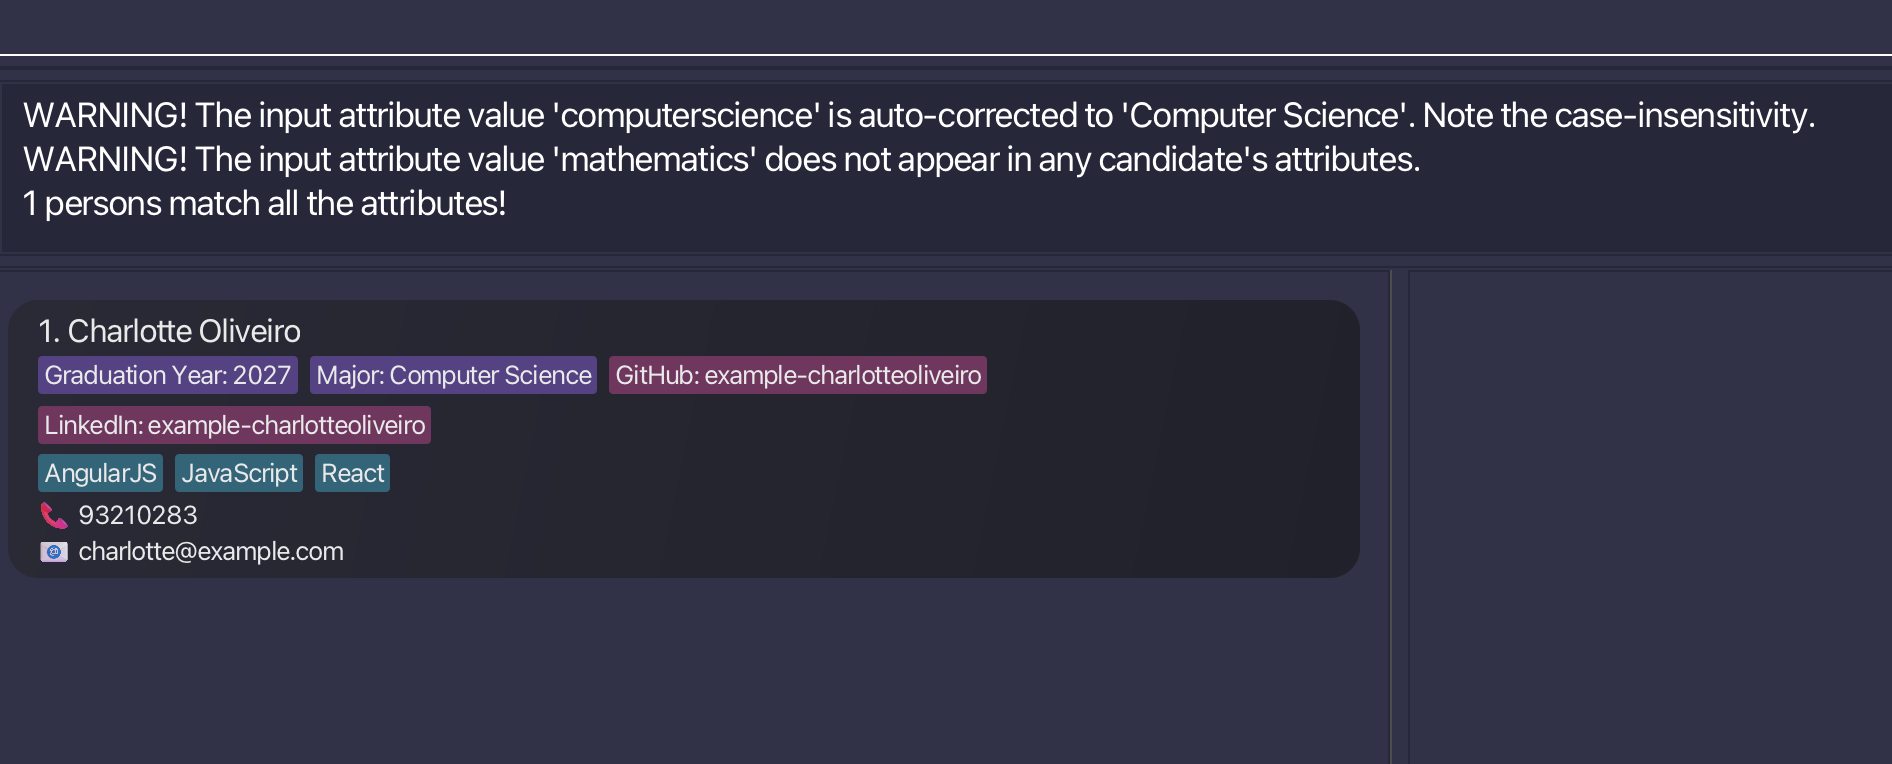 WARNING! The input attribute value 'computerscience' is auto-corrected to 'Computer Science'. Note the case-insensitivity.
WARNING! The input attribute value 'mathematics' does not appear in any candidate's attributes.
1 persons match all the attributes!
1. Charlotte Oliveiro
Graduation Year: 2027 Major: Computer Science GitHub: example-charlotteoliveiro
LinkedIn: example-charlotteoliveiro
AngularJS JavaScript React
93210283
charlotte@example.com